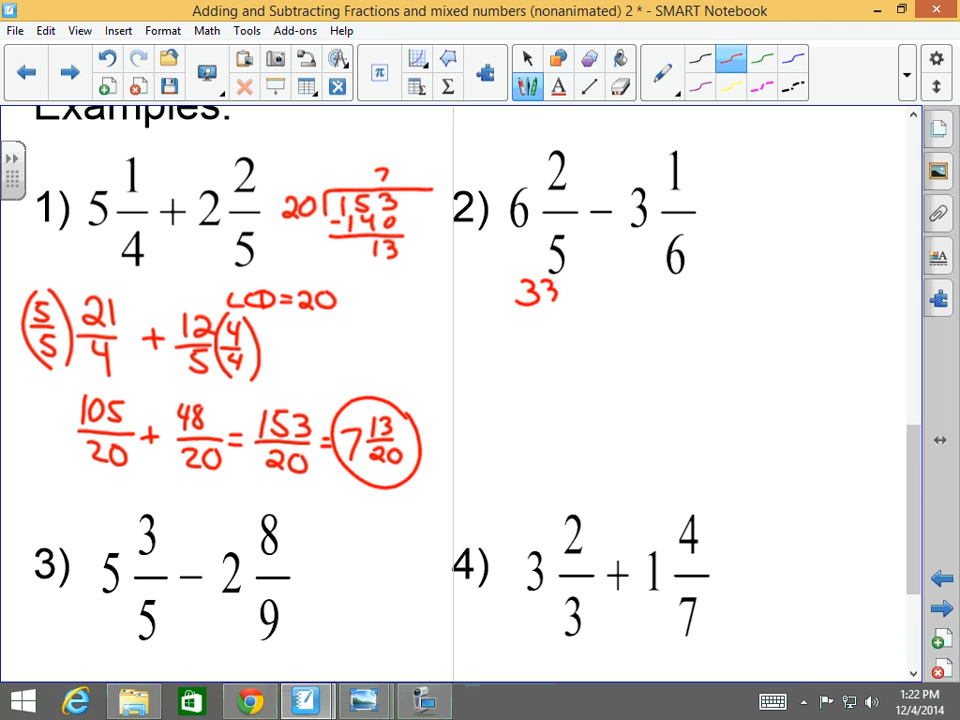 Adding and Subtracting Fractions and mixed numbers (nonanimated) 2 * - SMART Notebook
File Edit View Insert Format Math Tools Add-ons Help
Examples:
1) 5 1/4 + 2 2/5
7
20 153
-140
13
LCD = 20
(5/5) 21/4 + 12/5 (4/4)
105/20 + 48/20 = 153/20 = 7 13/20
2) 6 2/5 − 3 1/6
33
3) 5 3/5 − 2 8/9
4) 3 2/3 + 1 4/7
1:22 PM
12/4/2014